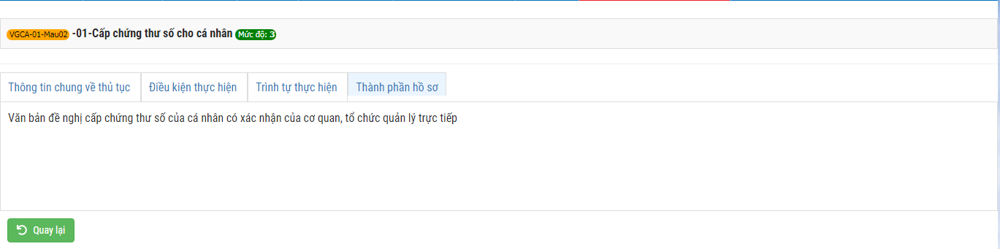 VGCA-01-Mau02 -01-Cấp chứng thư số cho cá nhân Mức độ: 3
Thông tin chung về thủ tục Điều kiện thực hiện Trình tự thực hiện Thành phần hồ sơ
Văn bản đề nghị cấp chứng thư số của cá nhân có xác nhận của cơ quan, tổ chức quản lý trực tiếp
Quay lại